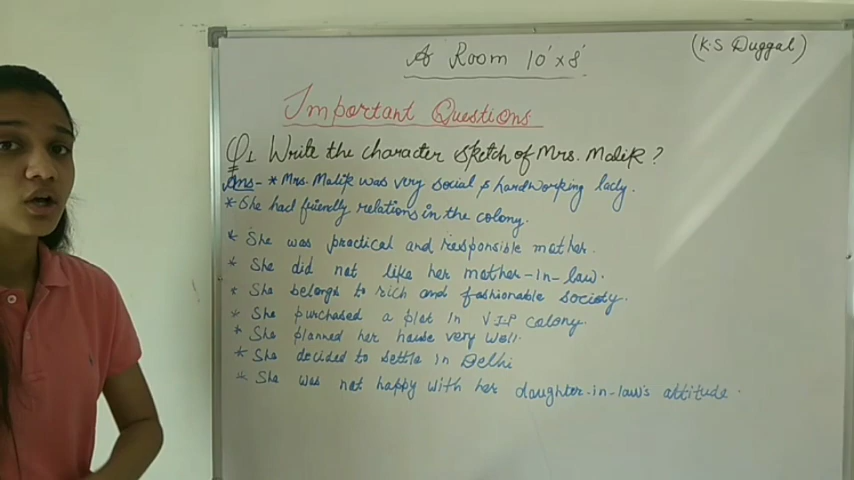 A Room 10'x8'
(K.S Duggal)
Important Questions
Q1 Write the character sketch of Mrs. Malik?
Ans- * Mrs. Malik was very social & hardworking lady.
* She had friendly relations in the colony.
* She was practical and responsible mother.
* She did not like her mother-in-law.
* She belongs to rich and fashionable society.
* She purchased a plot in VIP colony.
* She planned her house very well.
* She decided to settle in Delhi
* She was not happy with her daughter-in-law's attitude.